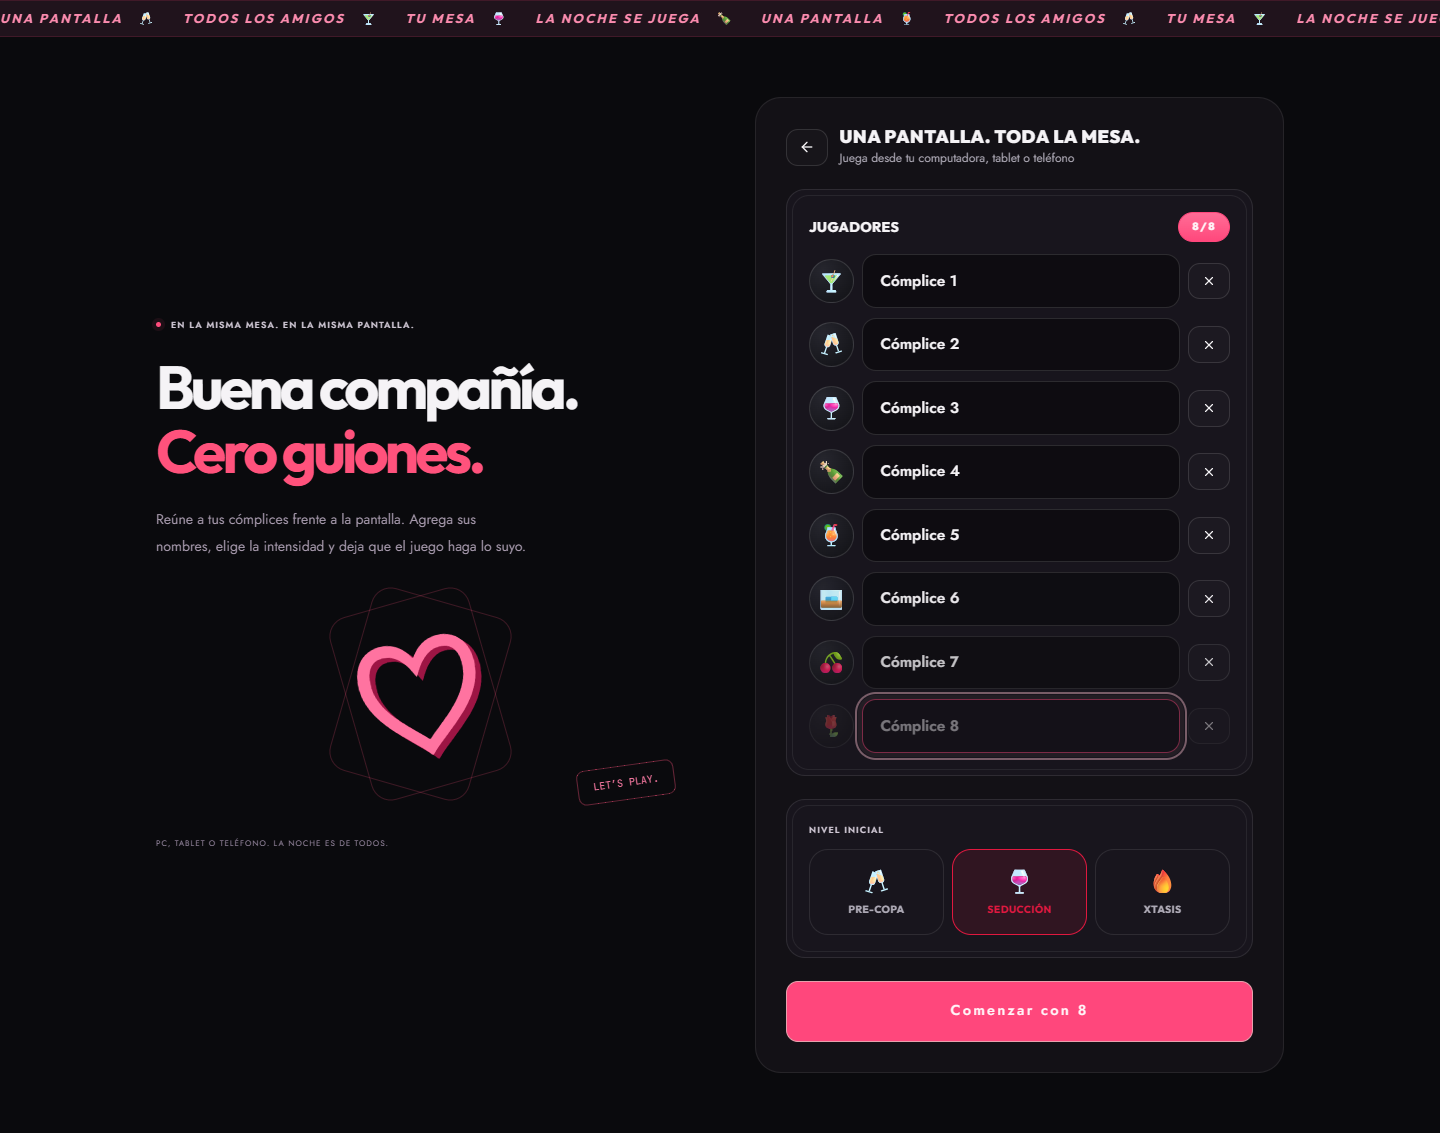 UNA PANTALLA TODOS LOS AMIGOS TU MESA LA NOCHE SE JUEGA UNA PANTALLA TODOS LOS AMIGOS TU MESA LA NOCHE SE JUE
EN LA MISMA MESA. EN LA MISMA PANTALLA.
Buena compañía.
Cero guiones.
Reúne a tus cómplices frente a la pantalla. Agrega sus
nombres, elige la intensidad y deja que el juego haga lo suyo.
LET'S PLAY.
PC, TABLET O TELÉFONO. LA NOCHE ES DE TODOS.
UNA PANTALLA. TODA LA MESA.
Juega desde tu computadora, tablet o teléfono
JUGADORES
8/8
Cómplice 1
Cómplice 2
Cómplice 3
Cómplice 4
Cómplice 5
Cómplice 6
Cómplice 7
Cómplice 8
NIVEL INICIAL
PRE-COPA
SEDUCCIÓN
XTASIS
Comenzar con 8